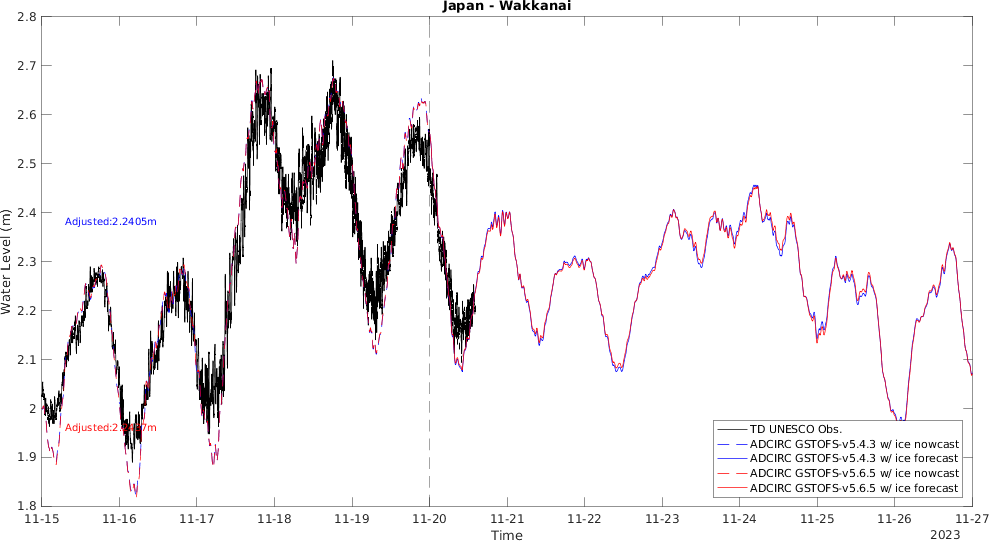 Japan - Wakkanai
2.8
2.7
2.6
2.5
2.4
2.3
2.2
2.1
2
1.9
1.8
Water Level (m)
Adjusted:2.2405m
TD UNESCO Obs.
ADCIRC GSTOFS-v5.4.3 w/ ice nowcast
ADCIRC GSTOFS-v5.4.3 w/ ice forecast
ADCIRC GSTOFS-v5.6.5 w/ ice nowcast
ADCIRC GSTOFS-v5.6.5 w/ ice forecast
11-15 11-16 11-17 11-18 11-19 11-20 11-21 11-22 11-23 11-24 11-25 11-26 11-27
Time
2023